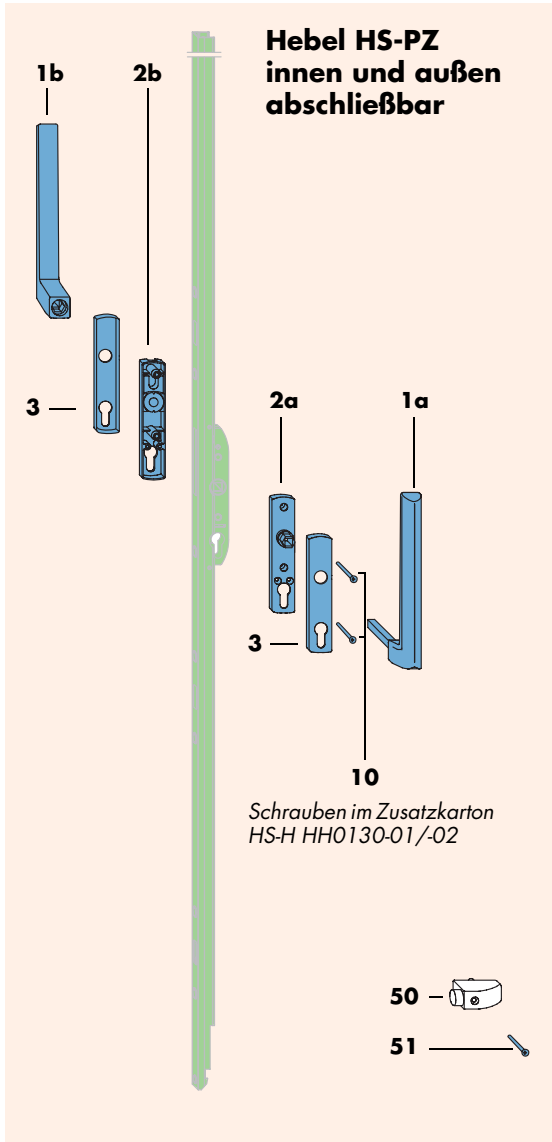 Hebel HS-PZ
innen und außen
abschließbar
1b
2b
3
2a
1a
3
10
Schrauben im Zusatzkarton
HS-H HH0130-01/-02
50
51